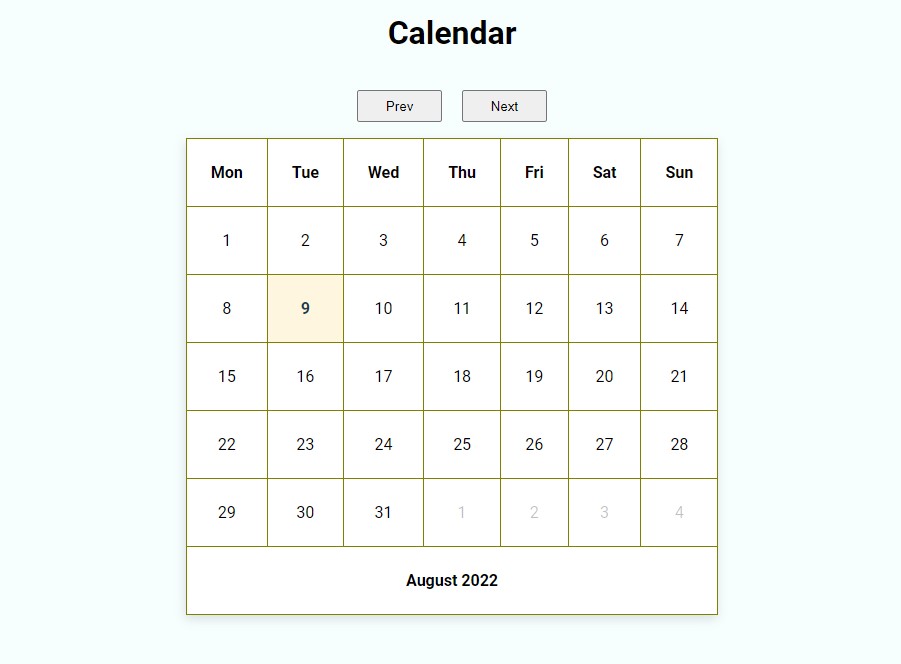 Calendar
Prev Next
Mon Tue Wed Thu Fri Sat Sun
1 2 3 4 5 6 7
8 9 10 11 12 13 14
15 16 17 18 19 20 21
22 23 24 25 26 27 28
29 30 31 1 2 3 4
August 2022